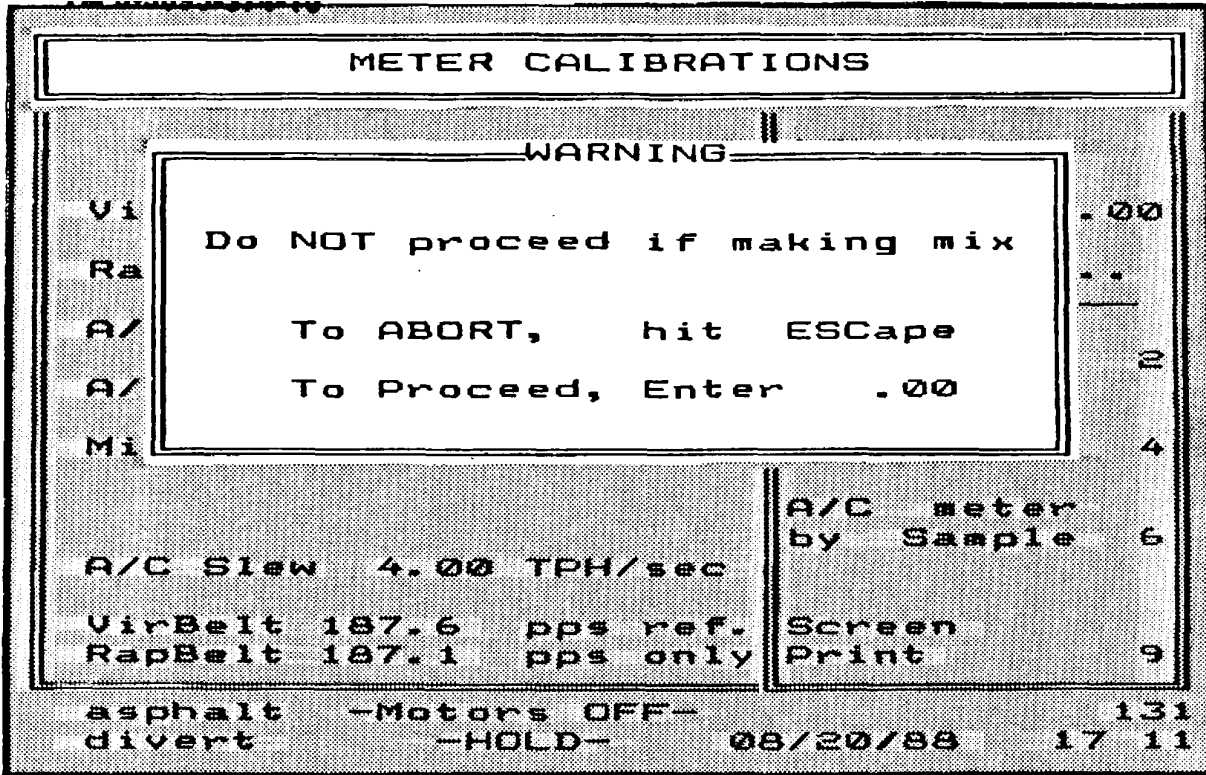 METER CALIBRATIONS
WARNING
Vi .00
Do NOT proceed if making mix
Ra ..
A/ To ABORT, hit ESCape
2
A/ To Proceed, Enter .00
Mi 4
A/C meter
by Sample 6
A/C Slew 4.00 TPH/sec
VirBelt 187.6 pps ref. Screen
RapBelt 187.1 pps only Print 9
asphalt -Motors OFF- 131
divert -HOLD- 08/20/88 17 11